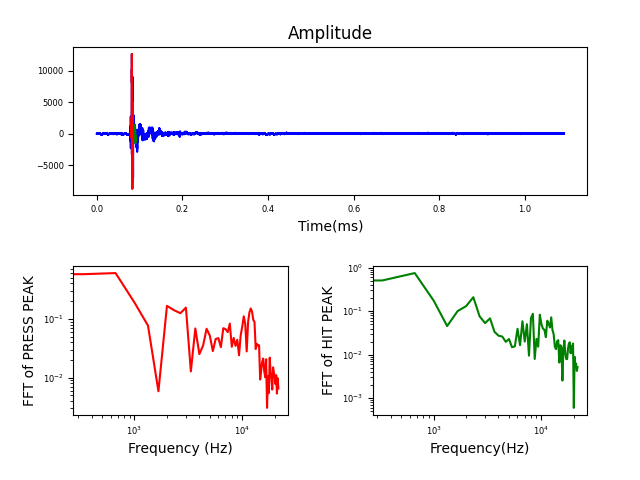 Amplitude
10000
5000
0
−5000
0.0 0.2 0.4 0.6 0.8 1.0
Time(ms)
FFT of PRESS PEAK
10⁻¹
10⁻²
10³ 10⁴
Frequency (Hz)
FFT of HIT PEAK
10⁰
10⁻¹
10⁻²
10⁻³
10³ 10⁴
Frequency(Hz)